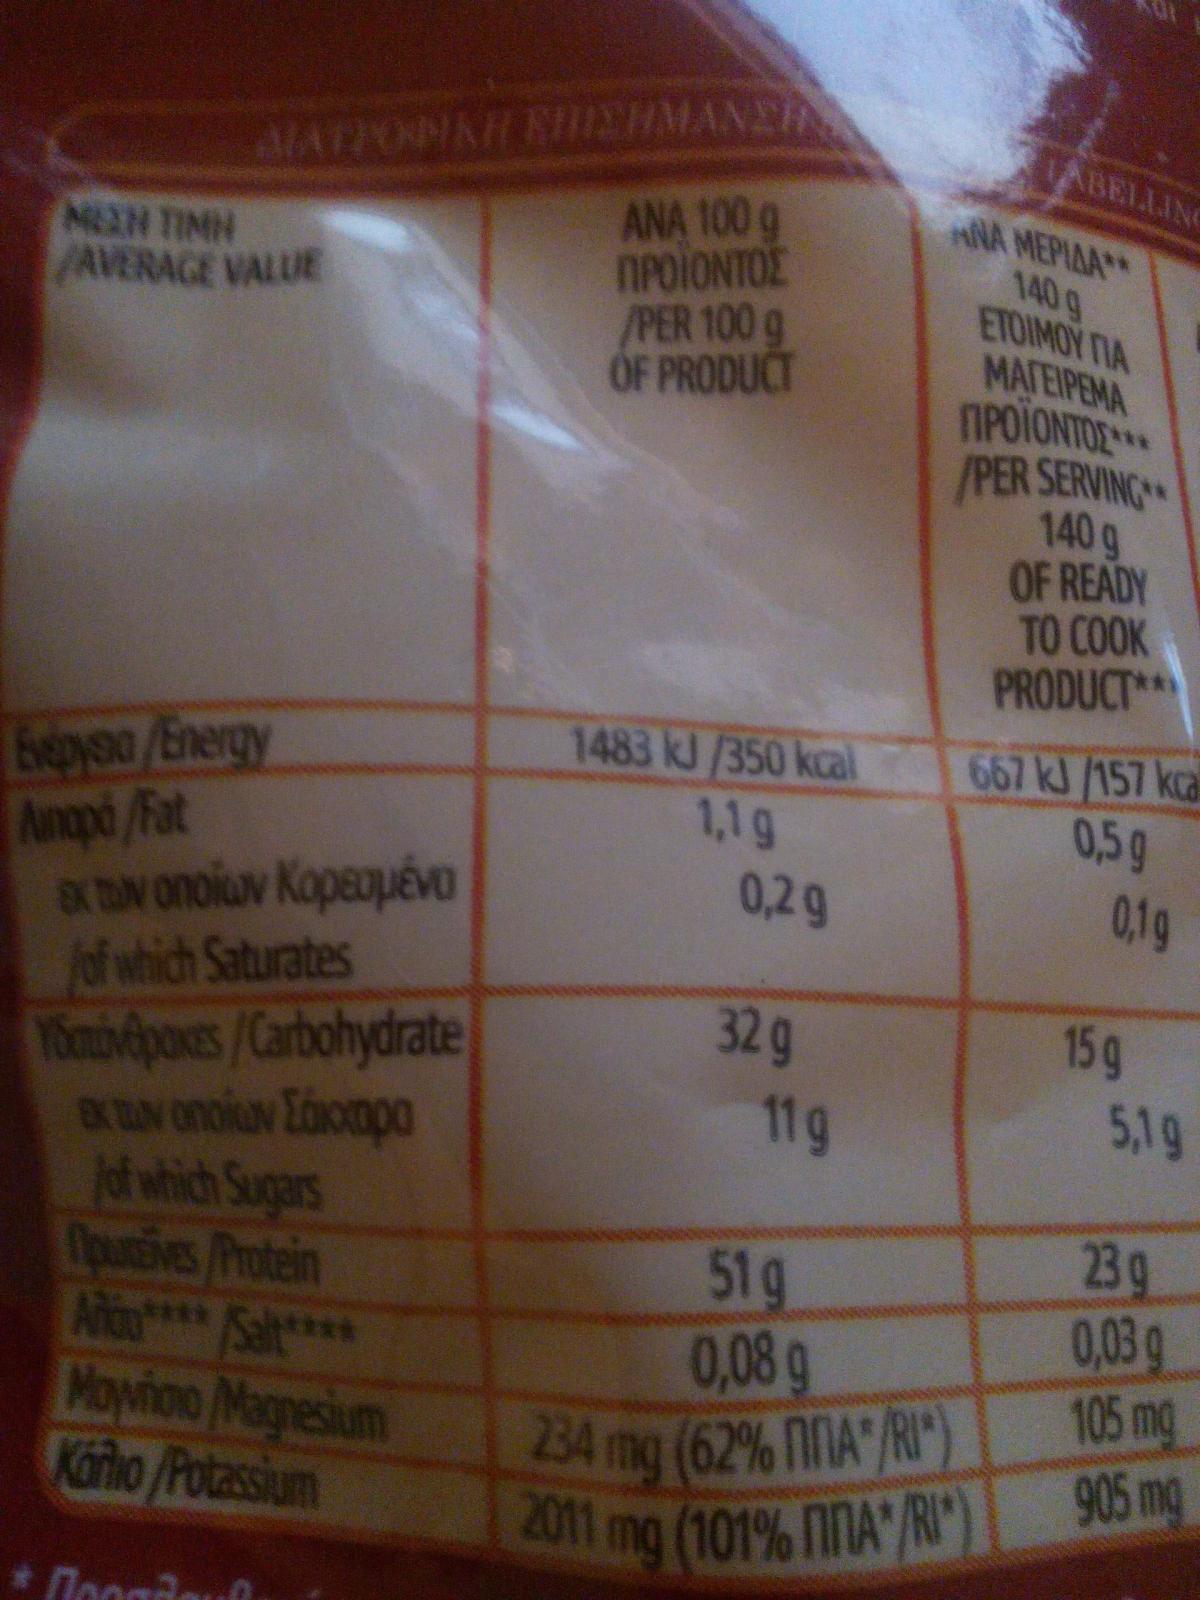 ΔΙΑΤΡΟΦΙΚΗ ΕΠΙΣΗΜΑΝΣΗ
LABELLING
ΜΕΣΗ ΤΙΜΗ
/AVERAGE VALUE
ΑΝΑ 100 g
ΠΡΟΪΟΝΤΟΣ
/PER 100 g
OF PRODUCT
ΑΝΑ ΜΕΡΙΔΑ**
140 g
ΕΤΟΙΜΟΥ ΓΙΑ
ΜΑΓΕΙΡΕΜΑ
ΠΡΟΪΟΝΤΟΣ***
/PER SERVING**
140 g
OF READY
TO COOK
PRODUCT***
Ενέργεια /Energy 1483 kJ /350 kcal 667 kJ /157 kca
Λιπαρά /Fat 1,1 g 0,5 g
εκ των οποίων Κορεσμένα 0,2 g 0,1 g
/of which Saturates
Υδατάνθρακες /Carbohydrate 32 g 15 g
εκ των οποίων Σάκχαρα 11 g 5,1 g
/of which Sugars
Πρωτεΐνες /Protein 51 g 23 g
Αλάτι**** /Salt**** 0,08 g 0,03 g
Μαγνήσιο /Magnesium 234 mg (62% ΠΠΑ*/RI*) 105 mg
Κάλιο /Potassium 2011 mg (101% ΠΠΑ*/RI*) 905 mg